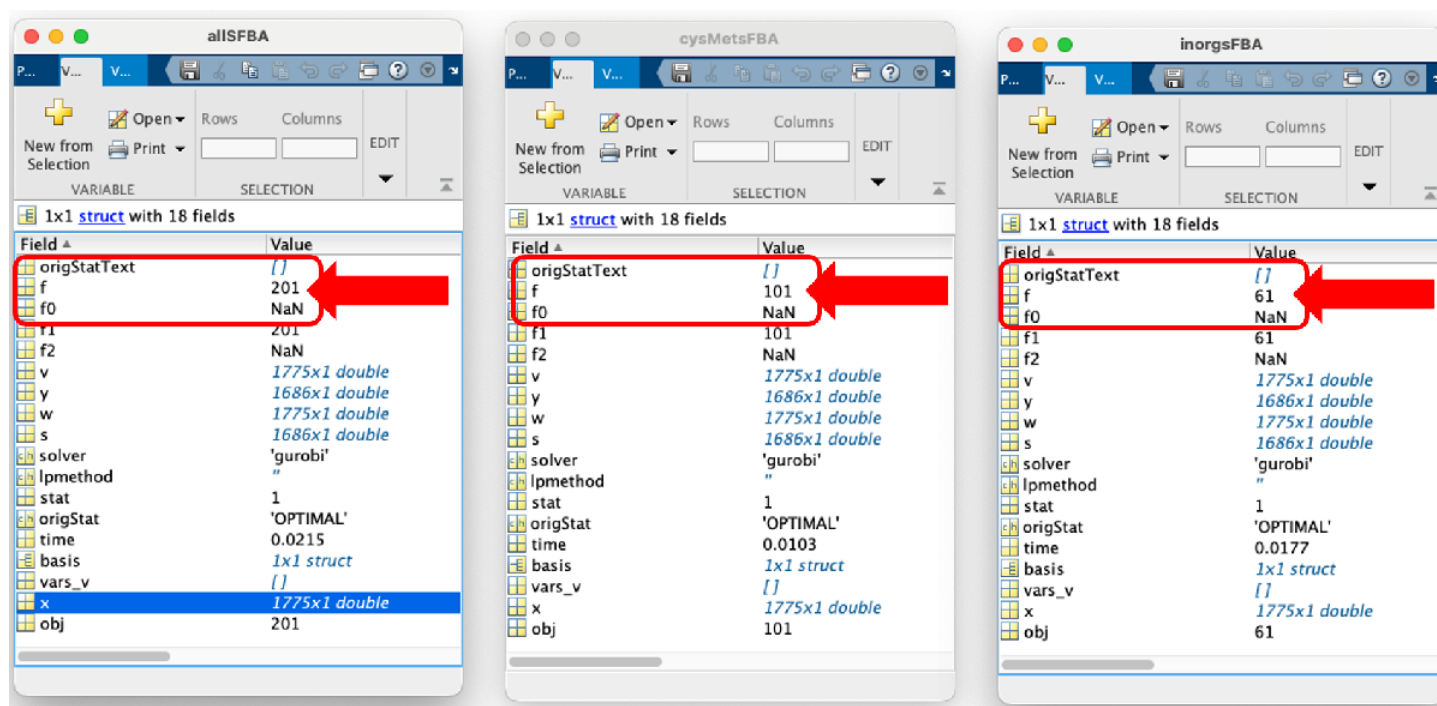 allSFBA
P... V... V...
New from Selection
Open
Print
Rows Columns
EDIT
VARIABLE SELECTION
1x1 struct with 18 fields
Field Value
origStatText []
f 201
f0 NaN
f1 201
f2 NaN
v 1775x1 double
y 1686x1 double
w 1775x1 double
s 1686x1 double
solver 'gurobi'
lpmethod ''
stat 1
origStat 'OPTIMAL'
time 0.0215
basis 1x1 struct
vars_v []
x 1775x1 double
obj 201
cysMetsFBA
P... V... V...
New from Selection
Open
Print
Rows Columns
EDIT
VARIABLE SELECTION
1x1 struct with 18 fields
Field Value
origStatText []
f 101
f0 NaN
f1 101
f2 NaN
v 1775x1 double
y 1686x1 double
w 1775x1 double
s 1686x1 double
solver 'gurobi'
lpmethod ''
stat 1
origStat 'OPTIMAL'
time 0.0103
basis 1x1 struct
vars_v []
x 1775x1 double
obj 101
inorgsFBA
P... V... V...
New from Selection
Open
Print
Rows Columns
EDIT
VARIABLE SELECTION
1x1 struct with 18 fields
Field Value
origStatText []
f 61
f0 NaN
f1 61
f2 NaN
v 1775x1 double
y 1686x1 double
w 1775x1 double
s 1686x1 double
solver 'gurobi'
lpmethod ''
stat 1
origStat 'OPTIMAL'
time 0.0177
basis 1x1 struct
vars_v []
x 1775x1 double
obj 61